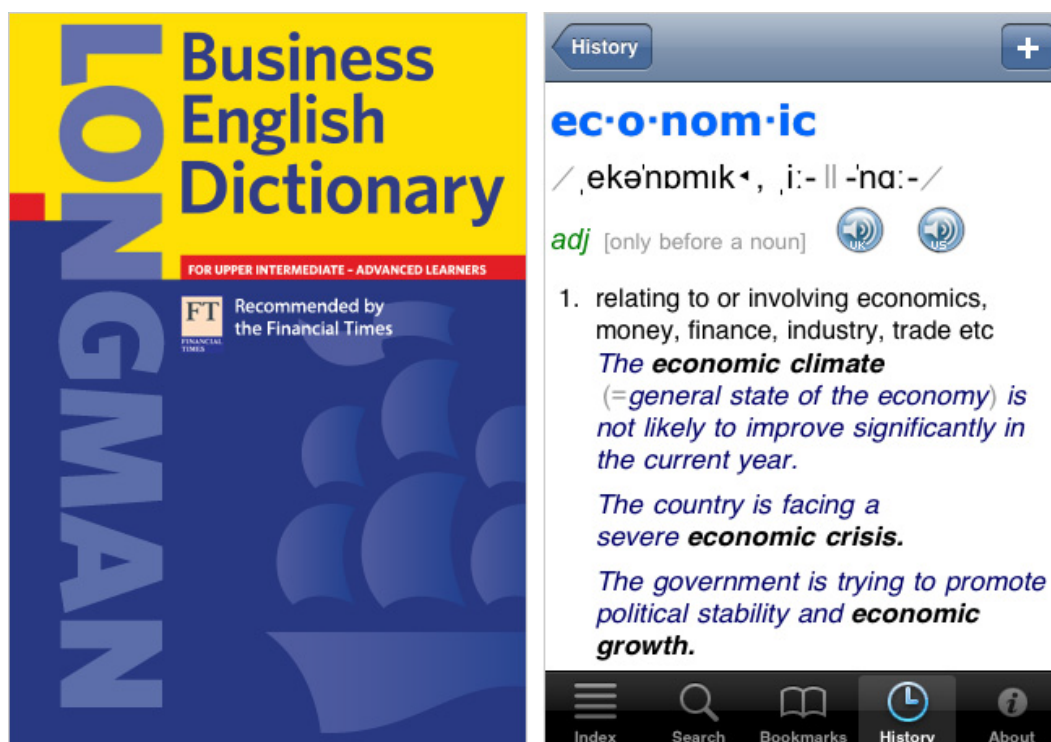 LONGMAN
Business
English
Dictionary
FOR UPPER INTERMEDIATE – ADVANCED LEARNERS
FT
FINANCIAL
TIMES
Recommended by
the Financial Times
History
+
ec·o·nom·ic
/ˌekəˈnɒmɪk◂, ˌiː- || -ˈnɑː-/
adj [only before a noun]
UK
US
1. relating to or involving economics,
money, finance, industry, trade etc
The economic climate
(=general state of the economy) is
not likely to improve significantly in
the current year.
The country is facing a
severe economic crisis.
The government is trying to promote
political stability and economic
growth.
Index
Search
Bookmarks
History
About